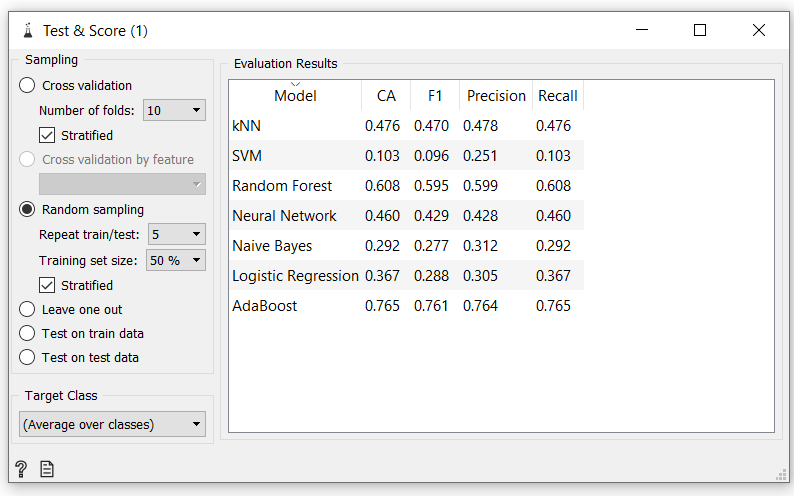 Test & Score (1)
Sampling
Cross validation
Number of folds: 10
Stratified
Cross validation by feature
Random sampling
Repeat train/test: 5
Training set size: 50 %
Stratified
Leave one out
Test on train data
Test on test data
Target Class
(Average over classes)
Evaluation Results
Model CA F1 Precision Recall
kNN 0.476 0.470 0.478 0.476
SVM 0.103 0.096 0.251 0.103
Random Forest 0.608 0.595 0.599 0.608
Neural Network 0.460 0.429 0.428 0.460
Naive Bayes 0.292 0.277 0.312 0.292
Logistic Regression 0.367 0.288 0.305 0.367
AdaBoost 0.765 0.761 0.764 0.765